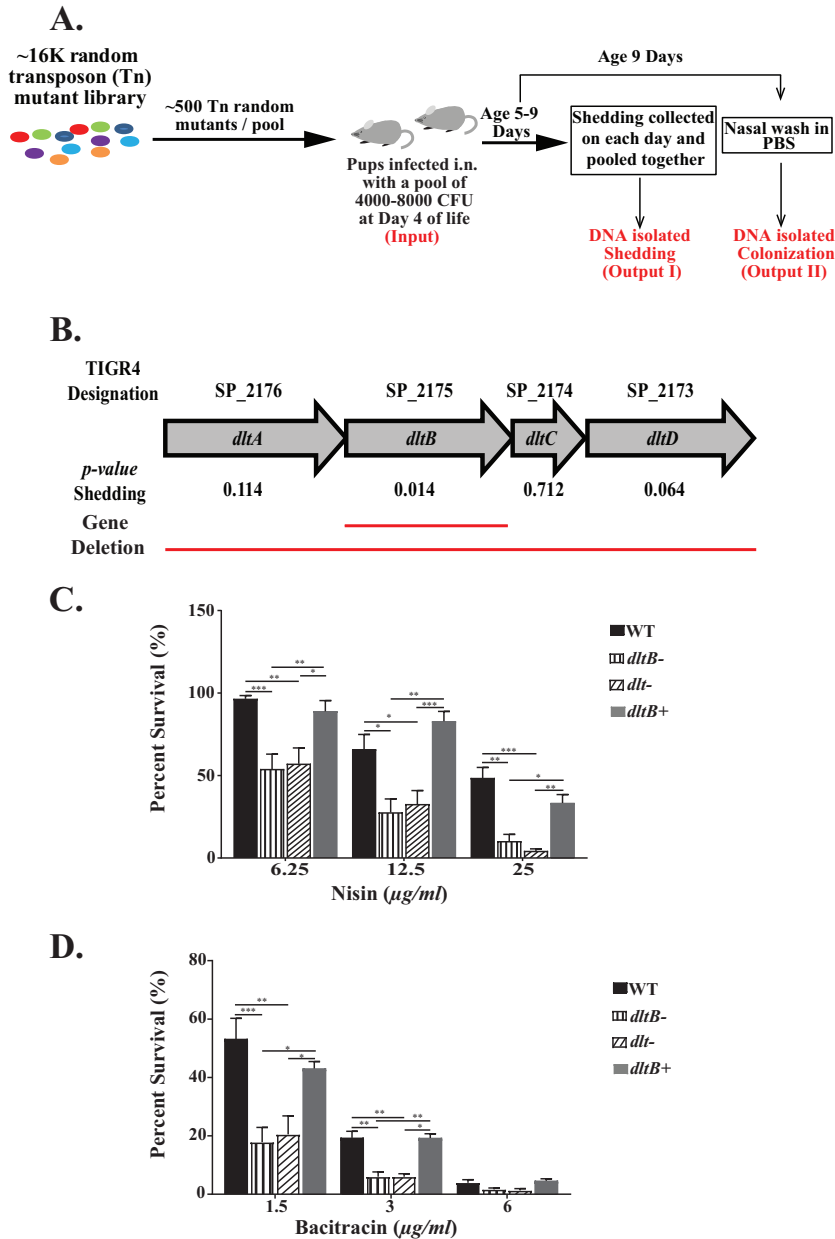 A.
~16K random
transposon (Tn)
mutant library
~500 Tn random
mutants / pool
Pups infected i.n.
with a pool of
4000-8000 CFU
at Day 4 of life
(Input)
Age 5-9
Days
Age 9 Days
Shedding collected
on each day and
pooled together
Nasal wash in
PBS
DNA isolated
Shedding
(Output I)
DNA isolated
Colonization
(Output II)
B.
TIGR4
Designation
SP_2176 SP_2175 SP_2174 SP_2173
dltA dltB dltC dltD
p-value
Shedding
0.114 0.014 0.712 0.064
Gene
Deletion
C.
Percent Survival (%)
150
100
50
0
** 
** *
***
**
* ***
*
***
** *
**
6.25 12.5 25
Nisin (µg/ml)
WT
dltB-
dlt-
dltB+
D.
Percent Survival (%)
80
60
40
20
0
**
***
*
*
** **
** *
1.5 3 6
Bacitracin (µg/ml)
WT
dltB-
dlt-
dltB+